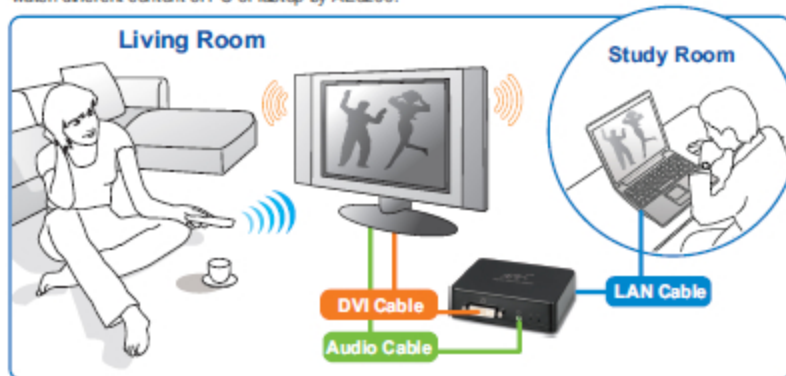 Living Room
Study Room
DVI Cable
LAN Cable
Audio Cable